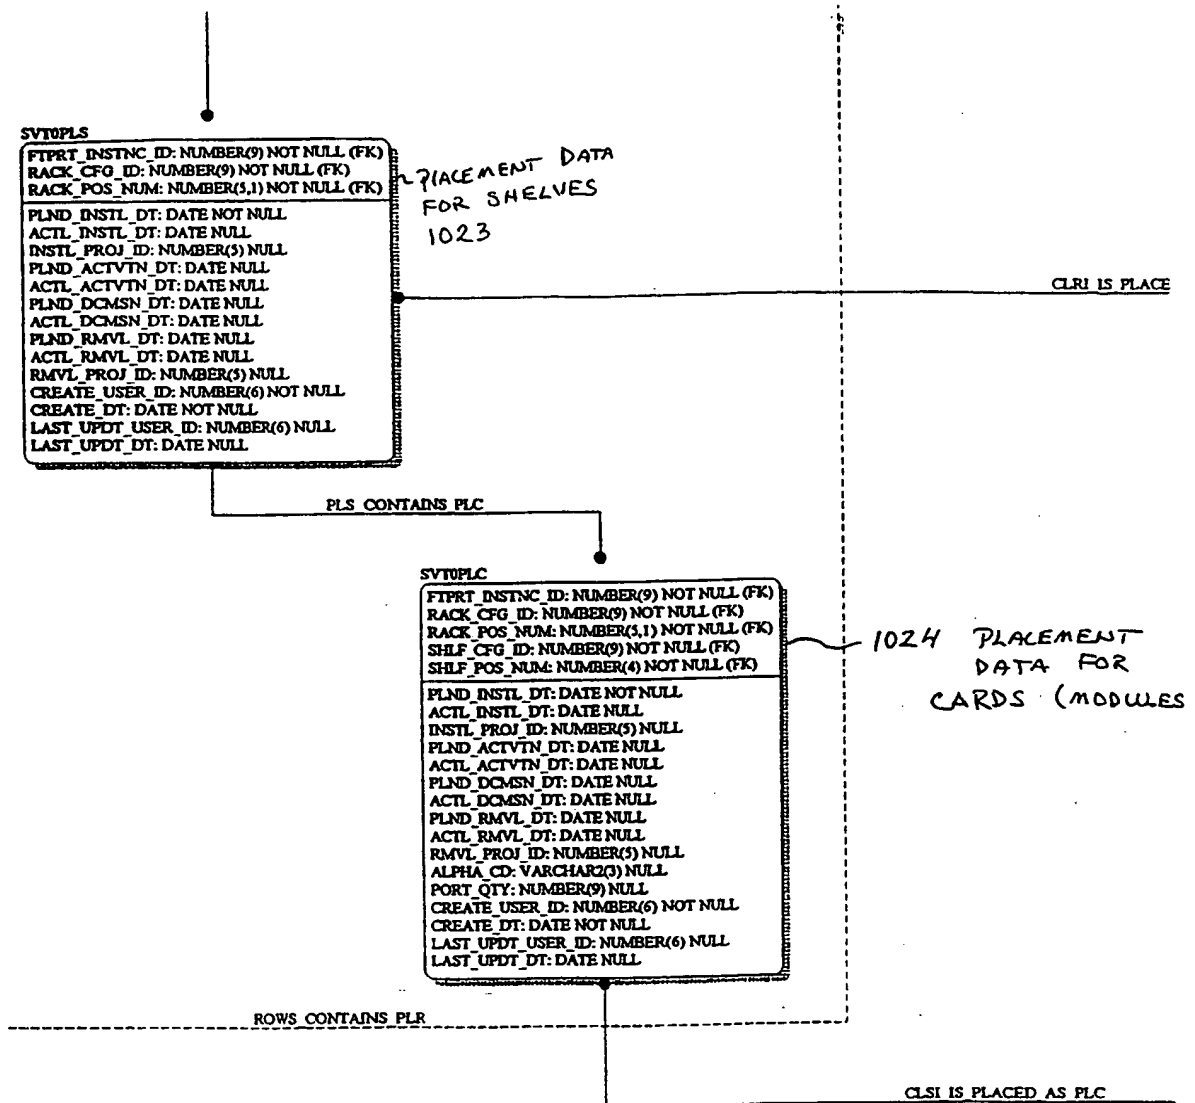 SVT0PLS
FTPRT_INSTNC_ID: NUMBER(9) NOT NULL (FK)
RACK_CFG_ID: NUMBER(9) NOT NULL (FK)
RACK_POS_NUM: NUMBER(5,1) NOT NULL (FK)
PLND_INSTL_DT: DATE NOT NULL
ACTL_INSTL_DT: DATE NULL
INSTL_PROJ_ID: NUMBER(5) NULL
PLND_ACTVTN_DT: DATE NULL
ACTL_ACTVTN_DT: DATE NULL
PLND_DCMSN_DT: DATE NULL
ACTL_DCMSN_DT: DATE NULL
PLND_RMVL_DT: DATE NULL
ACTL_RMVL_DT: DATE NULL
RMVL_PROJ_ID: NUMBER(5) NULL
CREATE_USER_ID: NUMBER(6) NOT NULL
CREATE_DT: DATE NOT NULL
LAST_UPDT_USER_ID: NUMBER(6) NULL
LAST_UPDT_DT: DATE NULL
PLACEMENT DATA
FOR SHELVES
1023
CLRI IS PLACE
PLS CONTAINS PLC
SVT0PLC
FTPRT_INSTNC_ID: NUMBER(9) NOT NULL (FK)
RACK_CFG_ID: NUMBER(9) NOT NULL (FK)
RACK_POS_NUM: NUMBER(5,1) NOT NULL (FK)
SHLF_CFG_ID: NUMBER(9) NOT NULL (FK)
SHLF_POS_NUM: NUMBER(4) NOT NULL (FK)
PLND_INSTL_DT: DATE NOT NULL
ACTL_INSTL_DT: DATE NULL
INSTL_PROJ_ID: NUMBER(5) NULL
PLND_ACTVTN_DT: DATE NULL
ACTL_ACTVTN_DT: DATE NULL
PLND_DCMSN_DT: DATE NULL
ACTL_DCMSN_DT: DATE NULL
PLND_RMVL_DT: DATE NULL
ACTL_RMVL_DT: DATE NULL
RMVL_PROJ_ID: NUMBER(5) NULL
ALPHA_CD: VARCHAR2(3) NULL
PORT_QTY: NUMBER(9) NULL
CREATE_USER_ID: NUMBER(6) NOT NULL
CREATE_DT: DATE NOT NULL
LAST_UPDT_USER_ID: NUMBER(6) NULL
LAST_UPDT_DT: DATE NULL
1024 PLACEMENT
DATA FOR
CARDS (MODULES
ROWS CONTAINS PLR
CLSI IS PLACED AS PLC